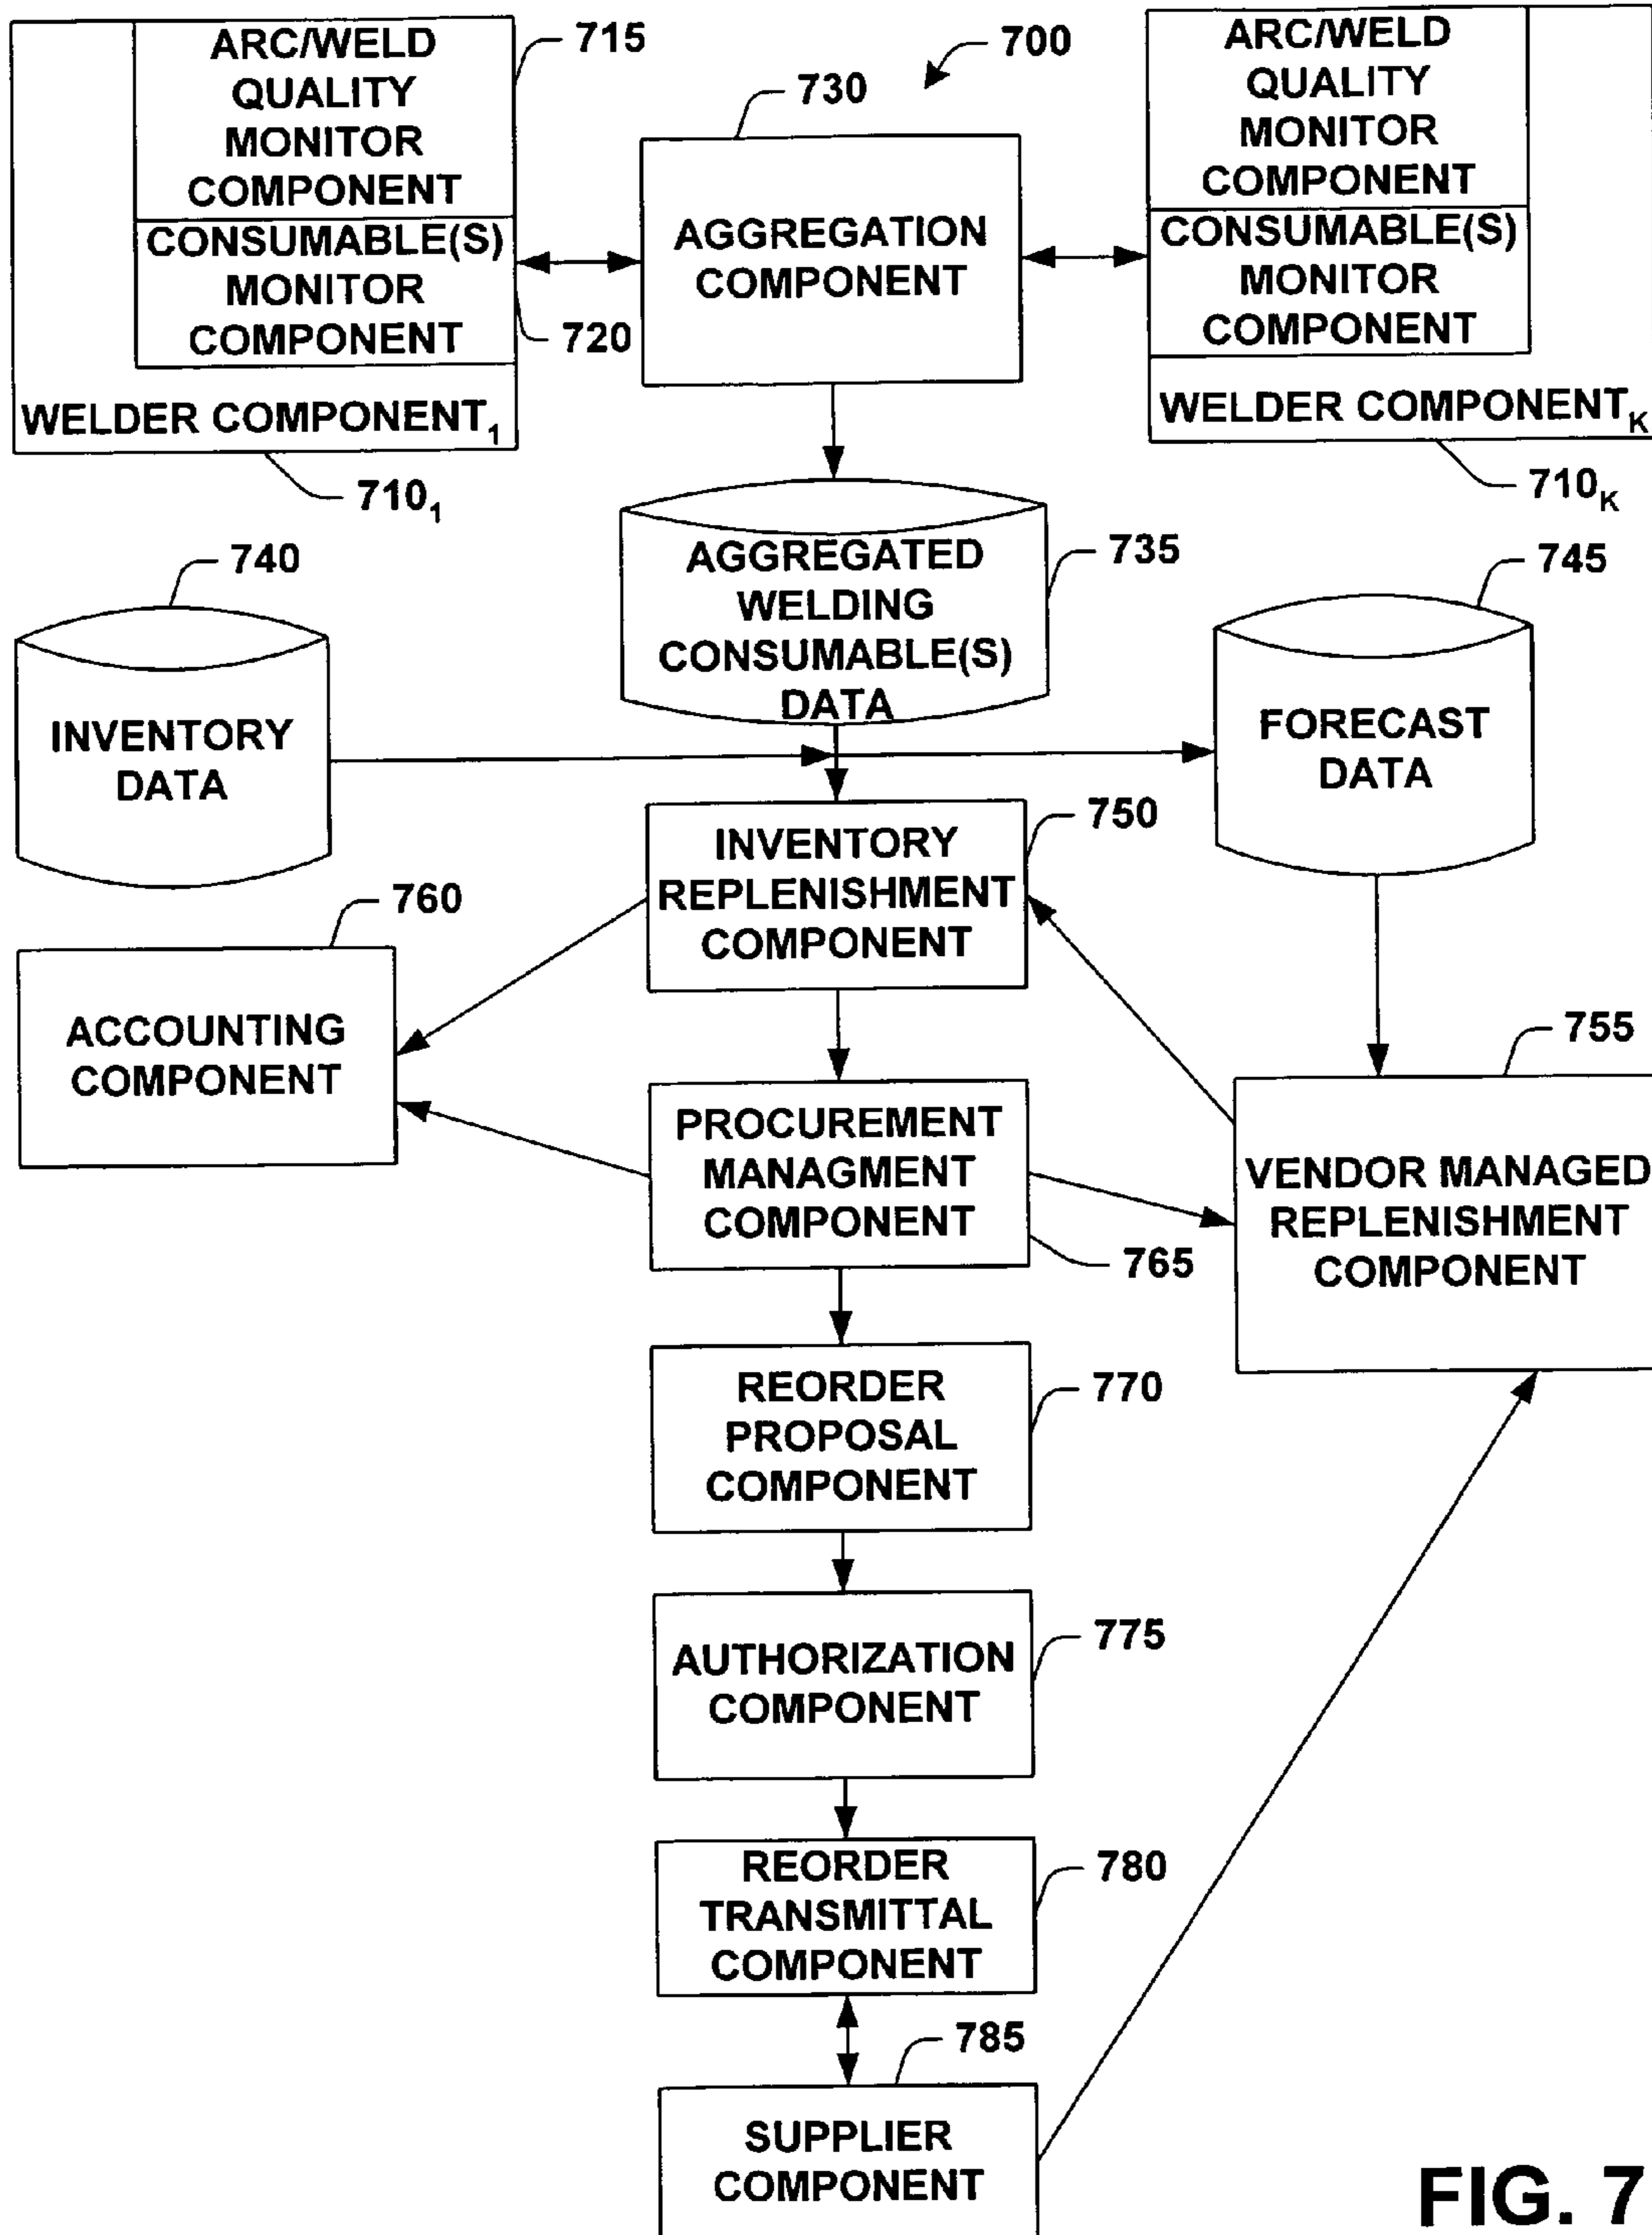 ARC/WELD
QUALITY
MONITOR
COMPONENT
715
CONSUMABLE(S)
MONITOR
COMPONENT
720
WELDER COMPONENT1
7101
700
730
AGGREGATION
COMPONENT
ARC/WELD
QUALITY
MONITOR
COMPONENT
CONSUMABLE(S)
MONITOR
COMPONENT
WELDER COMPONENTK
710K
AGGREGATED
WELDING
CONSUMABLE(S)
DATA
735
740
INVENTORY
DATA
745
FORECAST
DATA
INVENTORY
REPLENISHMENT
COMPONENT
750
760
ACCOUNTING
COMPONENT
755
VENDOR MANAGED
REPLENISHMENT
COMPONENT
PROCUREMENT
MANAGMENT
COMPONENT
765
REORDER
PROPOSAL
COMPONENT
770
AUTHORIZATION
COMPONENT
775
REORDER
TRANSMITTAL
COMPONENT
780
785
SUPPLIER
COMPONENT
FIG. 7